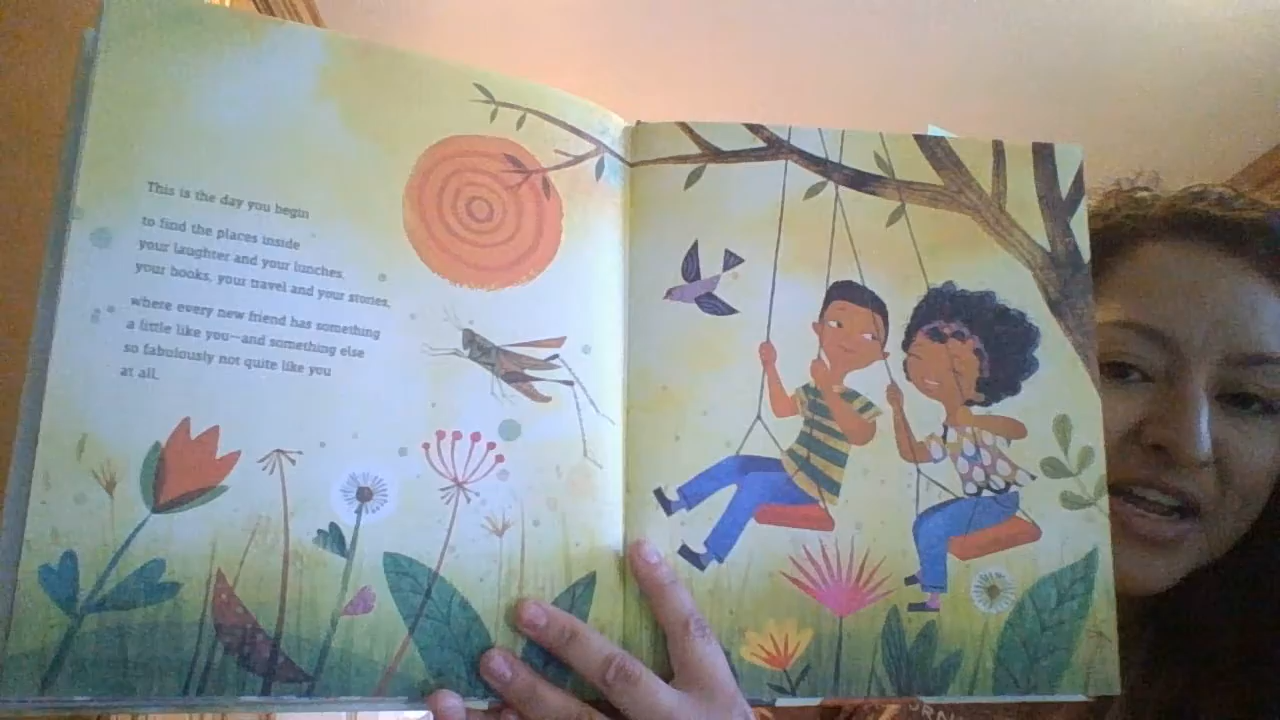 This is the day you begin
to find the places inside
your laughter and your lunches,
your books, your travel and your stories,
where every new friend has something
a little like you—and something else
so fabulously not quite like you
at all.